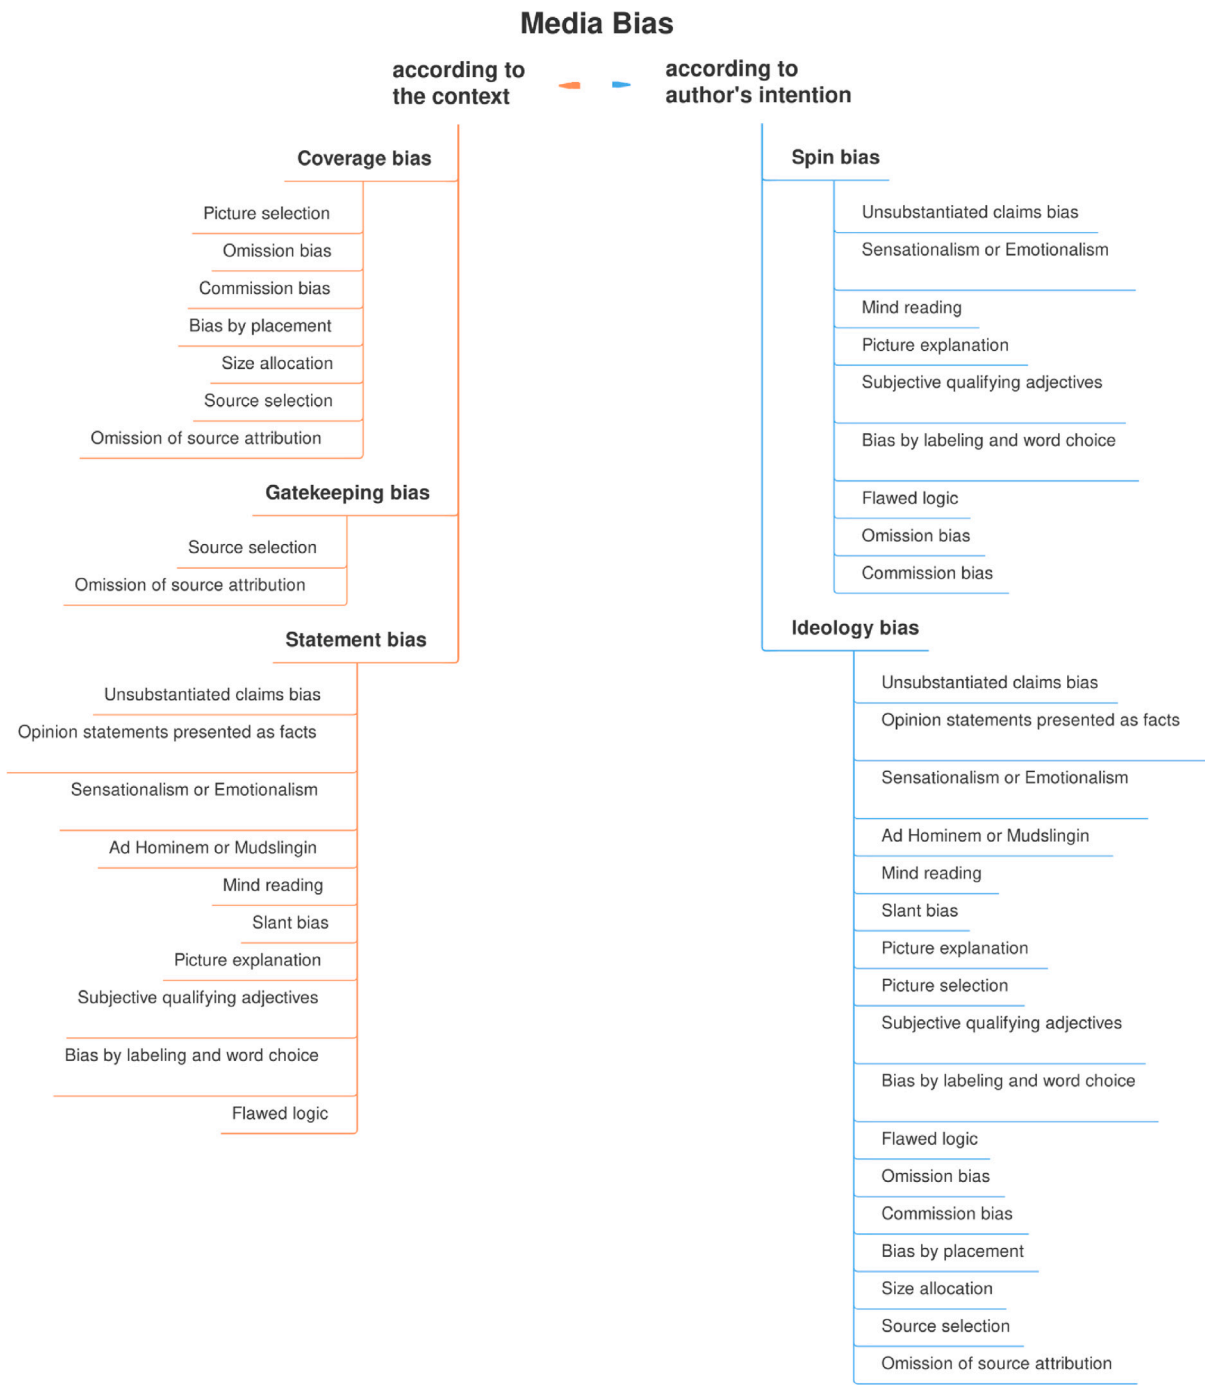 Media Bias
according to
the context
Coverage bias
Picture selection
Omission bias
Commission bias
Bias by placement
Size allocation
Source selection
Omission of source attribution
Gatekeeping bias
Source selection
Omission of source attribution
Statement bias
Unsubstantiated claims bias
Opinion statements presented as facts
Sensationalism or Emotionalism
Ad Hominem or Mudslingin
Mind reading
Slant bias
Picture explanation
Subjective qualifying adjectives
Bias by labeling and word choice
Flawed logic
according to
author's intention
Spin bias
Unsubstantiated claims bias
Sensationalism or Emotionalism
Mind reading
Picture explanation
Subjective qualifying adjectives
Bias by labeling and word choice
Flawed logic
Omission bias
Commission bias
Ideology bias
Unsubstantiated claims bias
Opinion statements presented as facts
Sensationalism or Emotionalism
Ad Hominem or Mudslingin
Mind reading
Slant bias
Picture explanation
Picture selection
Subjective qualifying adjectives
Bias by labeling and word choice
Flawed logic
Omission bias
Commission bias
Bias by placement
Size allocation
Source selection
Omission of source attribution